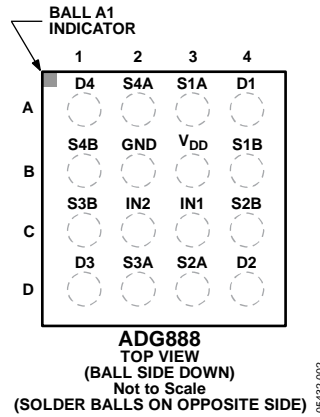 BALL A1
INDICATOR
1 2 3 4
A
D4 S4A S1A D1
S4B GND VDD S1B
B
S3B IN2 IN1 S2B
C
D3 S3A S2A D2
D
ADG888
TOP VIEW
(BALL SIDE DOWN)
Not to Scale
(SOLDER BALLS ON OPPOSITE SIDE)
05432-002